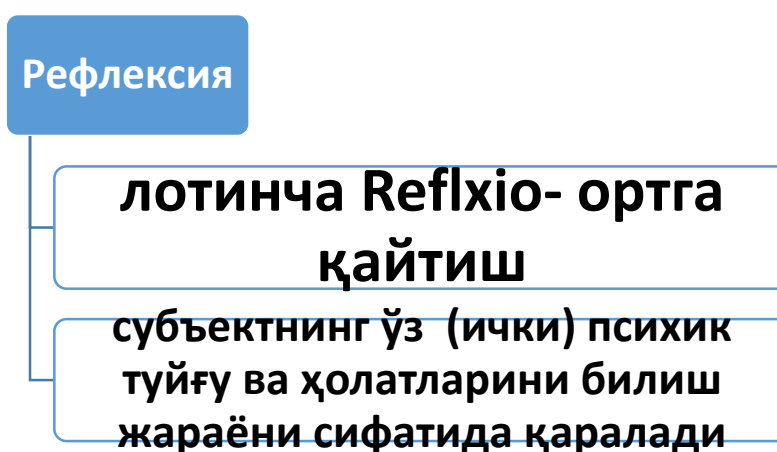 Рефлексия
лотинча Reflxio- ортга
қайтиш
субъектнинг ўз (ички) психик
туйғу ва ҳолатларини билиш
жараёни сифатида қаралади